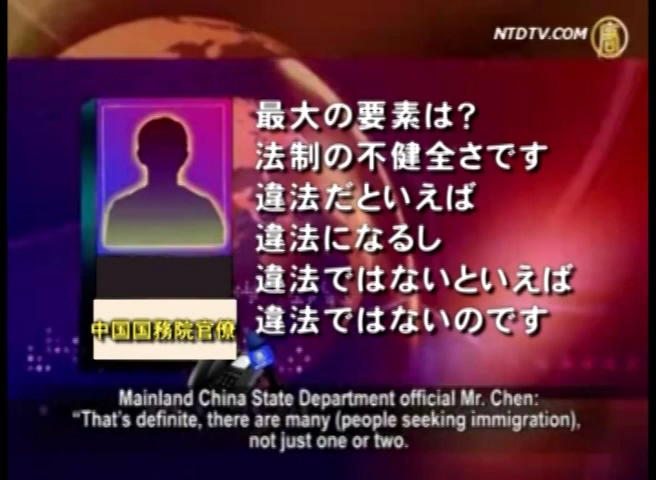 NTDTV.COM
唐
最大の要素は?
法制の不健全さです
違法だといえば
違法になるし
違法ではないといえば
違法ではないのです
中国国務院官僚
Mainland China State Department official Mr. Chen:
“That's definite, there are many (people seeking immigration),
not just one or two.